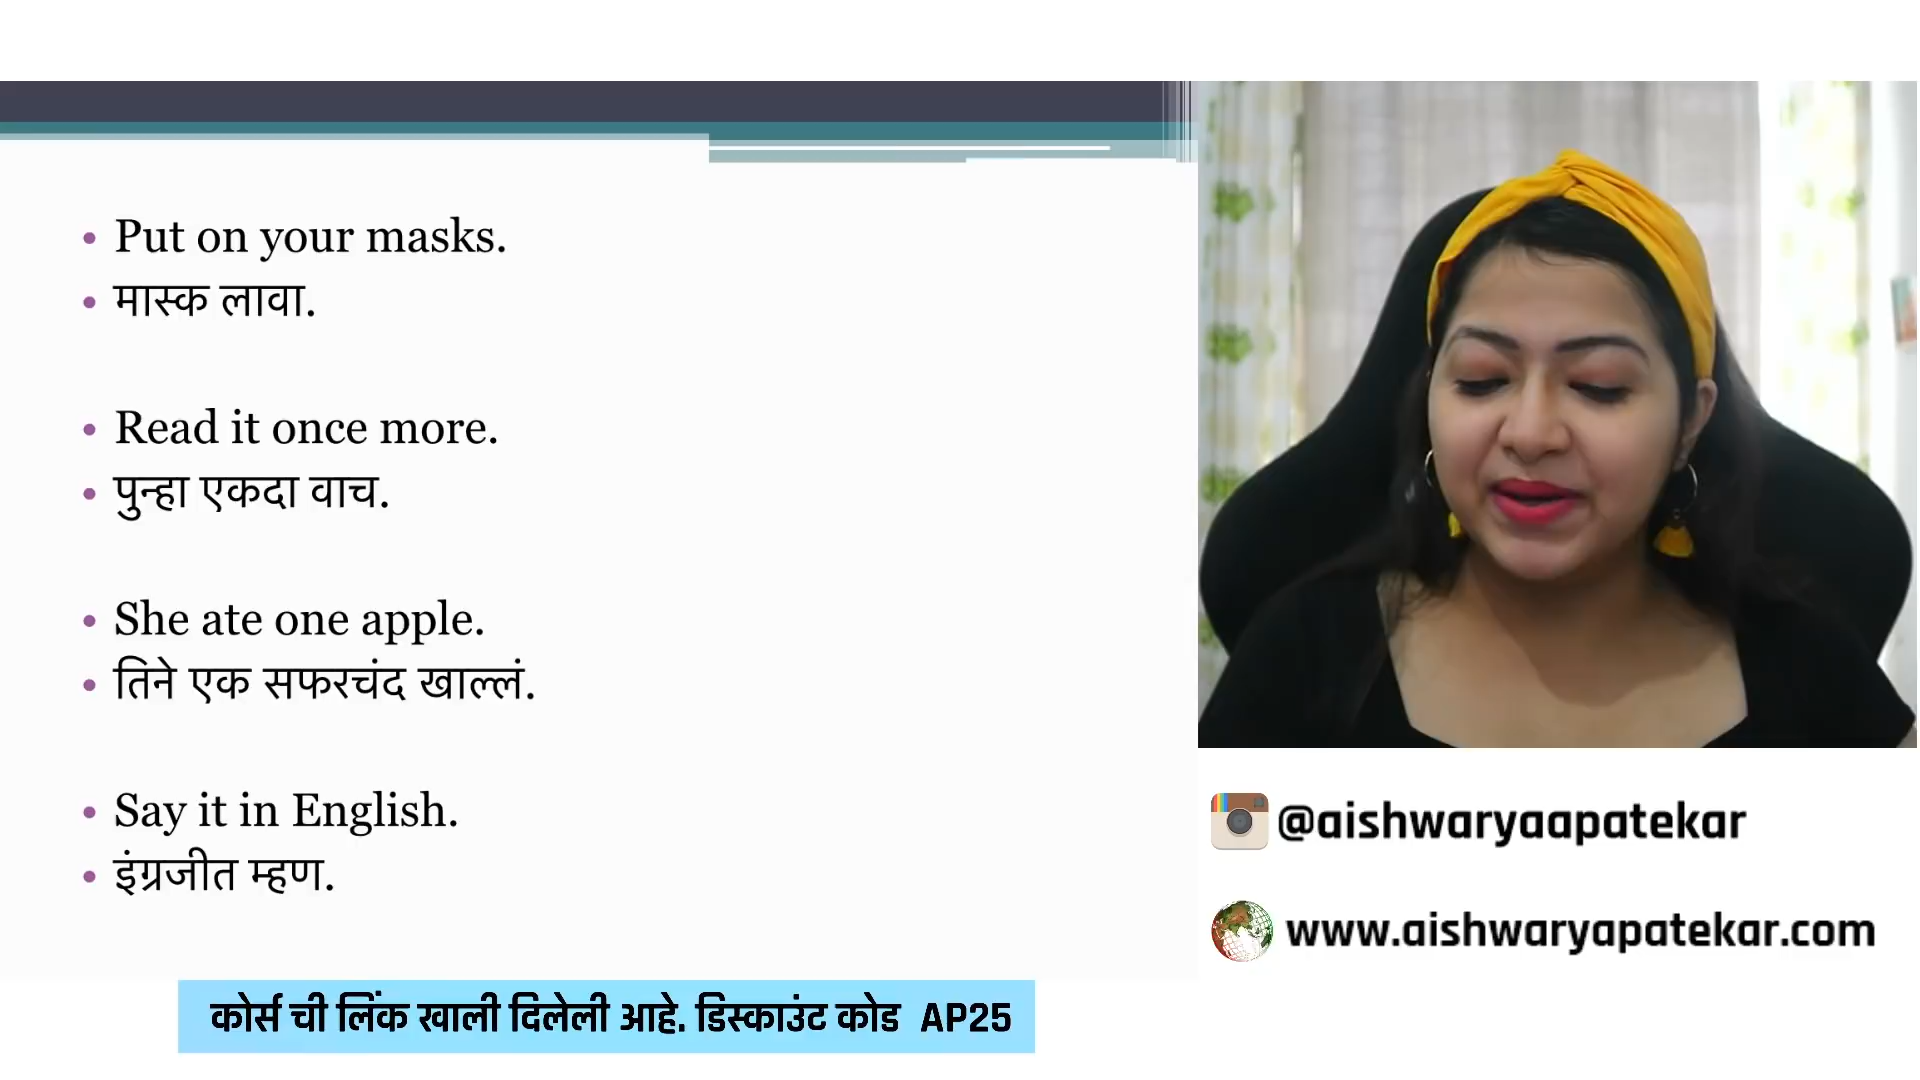 Put on your masks.
मास्क लावा.
Read it once more.
पुन्हा एकदा वाच.
She ate one apple.
तिने एक सफरचंद खाल्लं.
Say it in English.
इंग्रजीत म्हण.
@aishwaryaapatekar
www.aishwaryapatekar.com
कोर्स ची लिंक खाली दिलेली आहे. डिस्काउंट कोड AP25